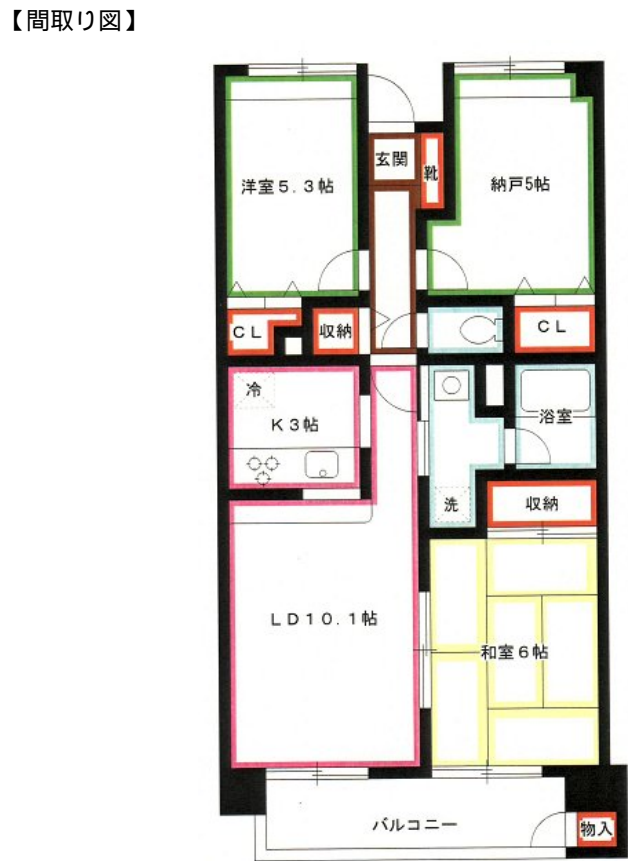 【間取り図】
玄関
靴
洋室5.3帖
納戸5帖
CL
収納
CL
冷
K3帖
浴室
洗
収納
LD10.1帖
和室6帖
バルコニー
物入